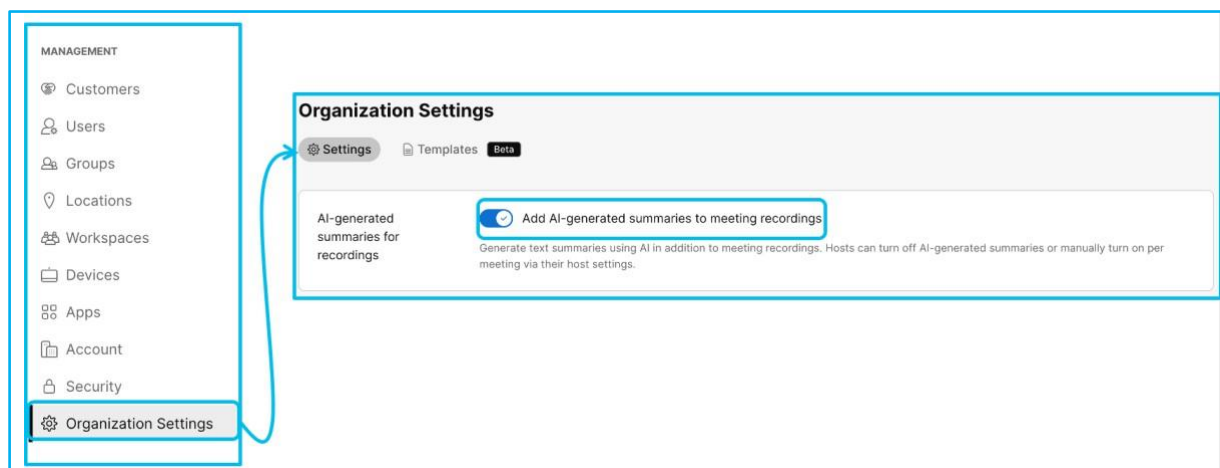 MANAGEMENT
Customers
Users
Groups
Locations
Workspaces
Devices
Apps
Account
Security
Organization Settings
Organization Settings
Settings Templates Beta
AI-generated
summaries for
recordings
Add AI-generated summaries to meeting recordings
Generate text summaries using AI in addition to meeting recordings. Hosts can turn off AI-generated summaries or manually turn on per
meeting via their host settings.